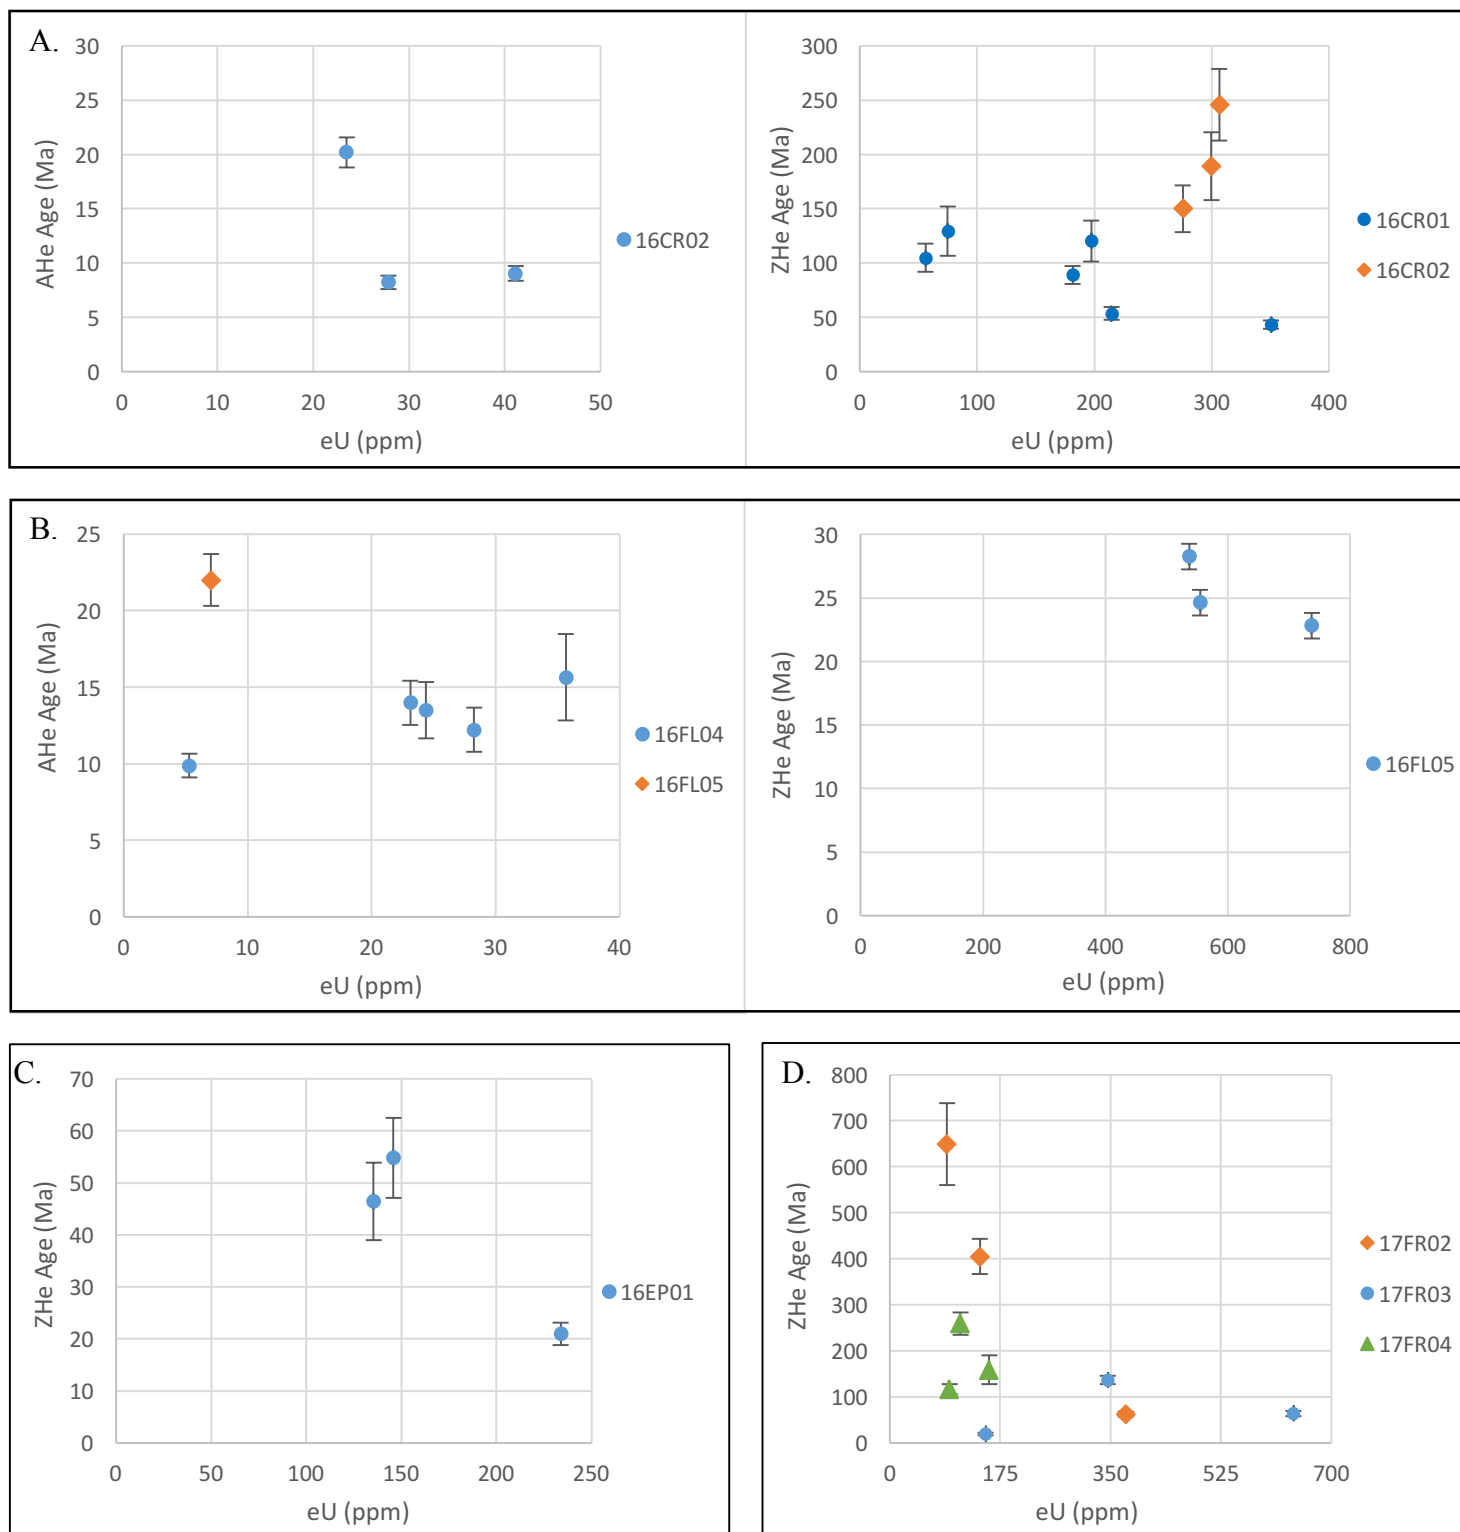 A.
30
25
20
15
10
5
0
AHe Age (Ma)
0 10 20 30 40 50
eU (ppm)
16CR02
300
250
200
150
100
50
0
ZHe Age (Ma)
0 100 200 300 400
eU (ppm)
16CR01
16CR02
B.
25
20
15
10
5
0
AHe Age (Ma)
0 10 20 30 40
eU (ppm)
16FL04
16FL05
30
25
20
15
10
5
0
ZHe Age (Ma)
0 200 400 600 800
eU (ppm)
16FL05
C.
70
60
50
40
30
20
10
0
ZHe Age (Ma)
0 50 100 150 200 250
eU (ppm)
16EP01
D.
800
700
600
500
400
300
200
100
0
ZHe Age (Ma)
0 175 350 525 700
eU (ppm)
17FR02
17FR03
17FR04